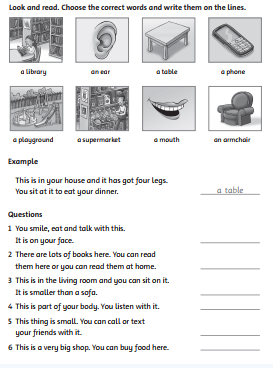 Look and read. Choose the correct words and write them on the lines.
a library an ear a table a phone
a playground a supermarket a mouth an armchair
Example
This is in your house and it has got four legs.
You sit at it to eat your dinner. a table
Questions
1 You smile, eat and talk with this.
It is on your face.
2 There are lots of books here. You can read
them here or you can read them at home.
3 This is in the living room and you can sit on it.
It is smaller than a sofa.
4 This is part of your body. You listen with it.
5 This thing is small. You can call or text
your friends with it.
6 This is a very big shop. You can buy food here.